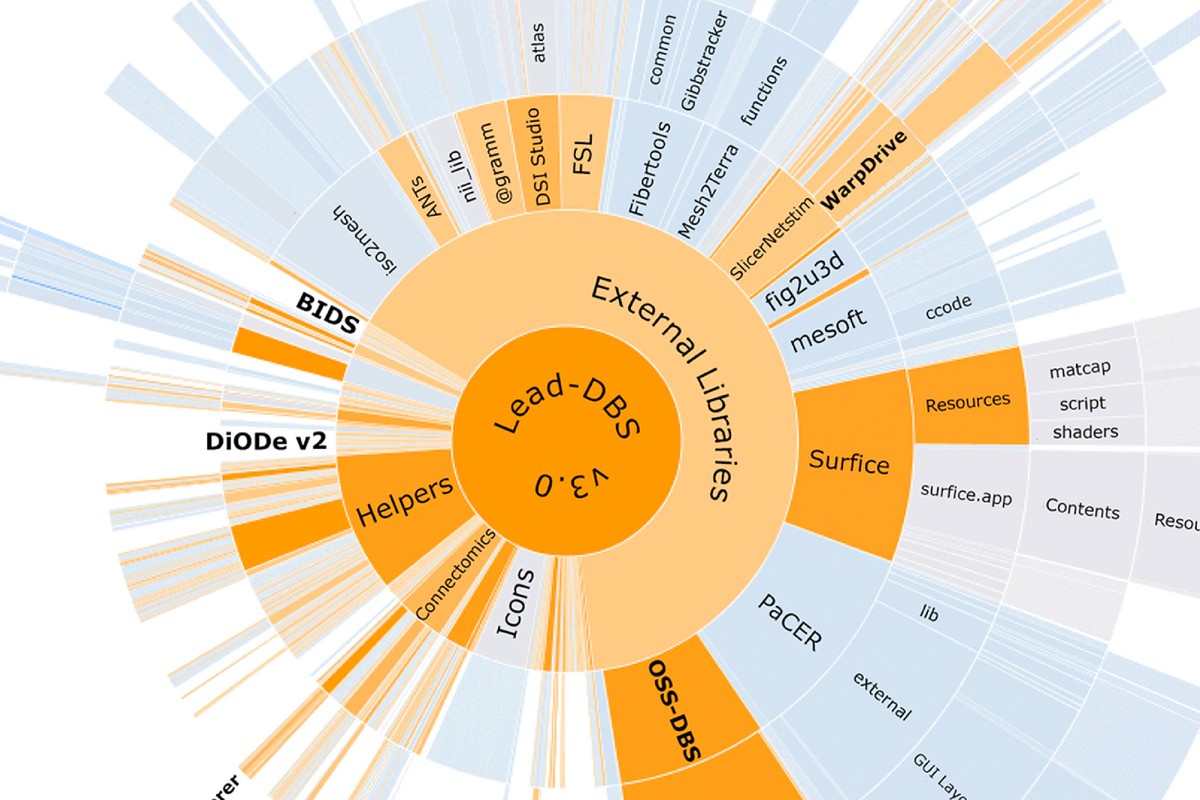 Lead-DBS
v3.0
External Libraries
BIDS
iso2mesh
ANTs
nii_lib
@gramm
DSI Studio
FSL
atlas
Fibertools
common
Gibbstracker
Mesh2Terra
functions
SlicerNetstim
WarpDrive
fig2u3d
mesoft
ccode
Surfice
Resources
matcap
script
shaders
surfice.app
Contents
PaCER
lib
external
OSS-DBS
Icons
Connectomics
Helpers
DiODe v2